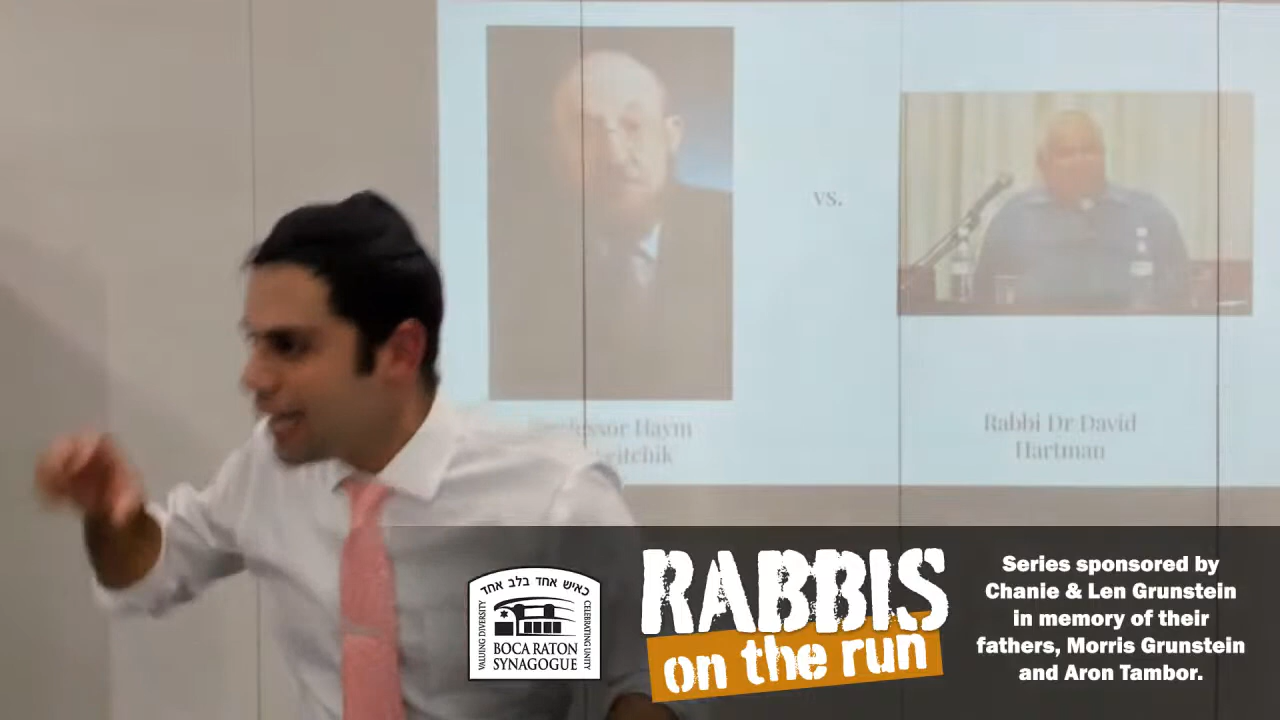 vs.
Haym
Rabbi Dr David
Hartman
כאיש אחד בלב אחד
VALUING DIVERSITY
CELEBRATING UNITY
BOCA RATON
SYNAGOGUE
RABBIS
on the run
Series sponsored by
Chanie & Len Grunstein
in memory of their
fathers, Morris Grunstein
and Aron Tambor.